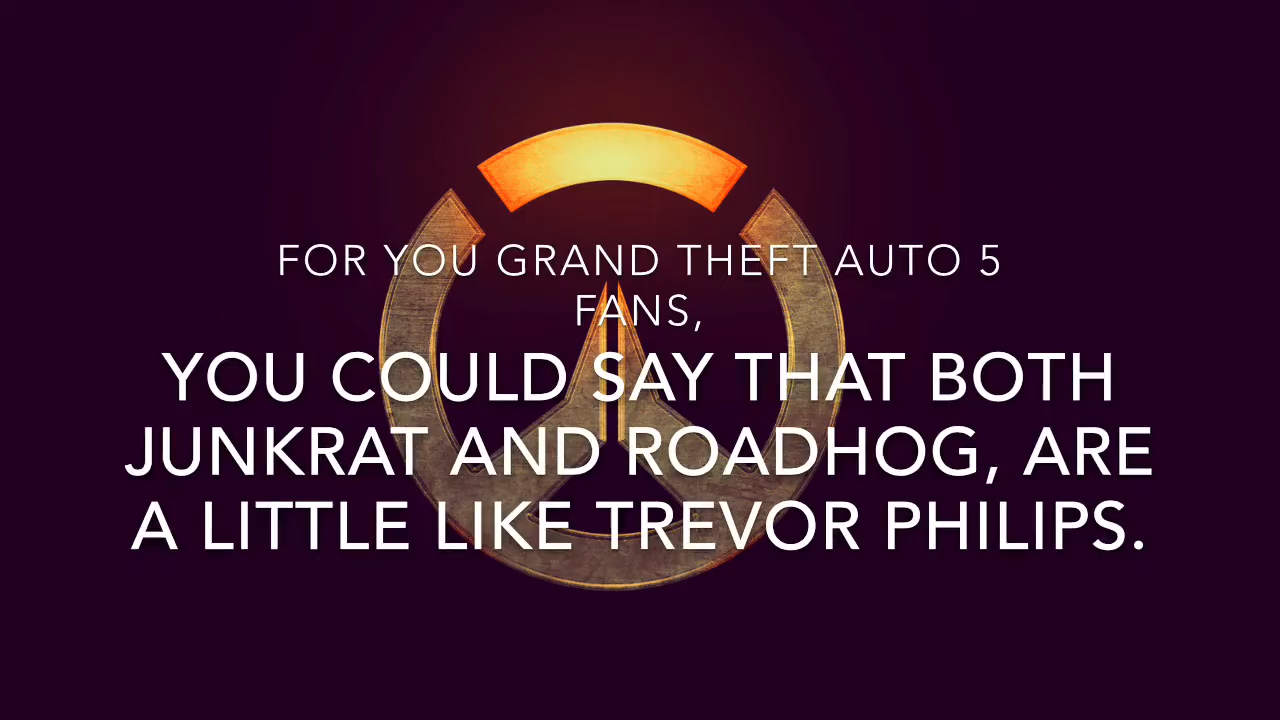 FOR YOU GRAND THEFT AUTO 5
FANS,
YOU COULD SAY THAT BOTH
JUNKRAT AND ROADHOG, ARE
A LITTLE LIKE TREVOR PHILIPS.